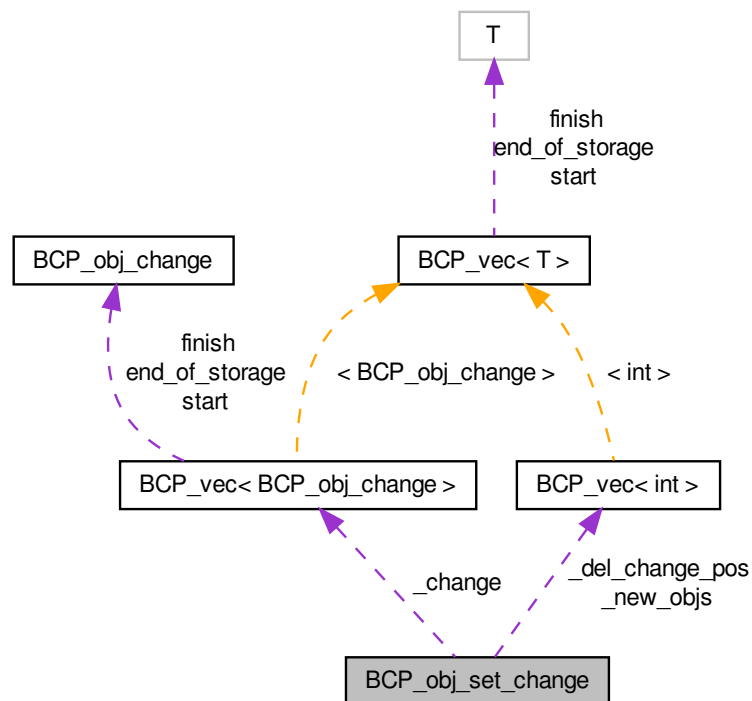 T
finish
end_of_storage
start
BCP_obj_change
BCP_vec< T >
finish
end_of_storage
start
< BCP_obj_change >
< int >
BCP_vec< BCP_obj_change >
BCP_vec< int >
_change
_del_change_pos
_new_objs
BCP_obj_set_change